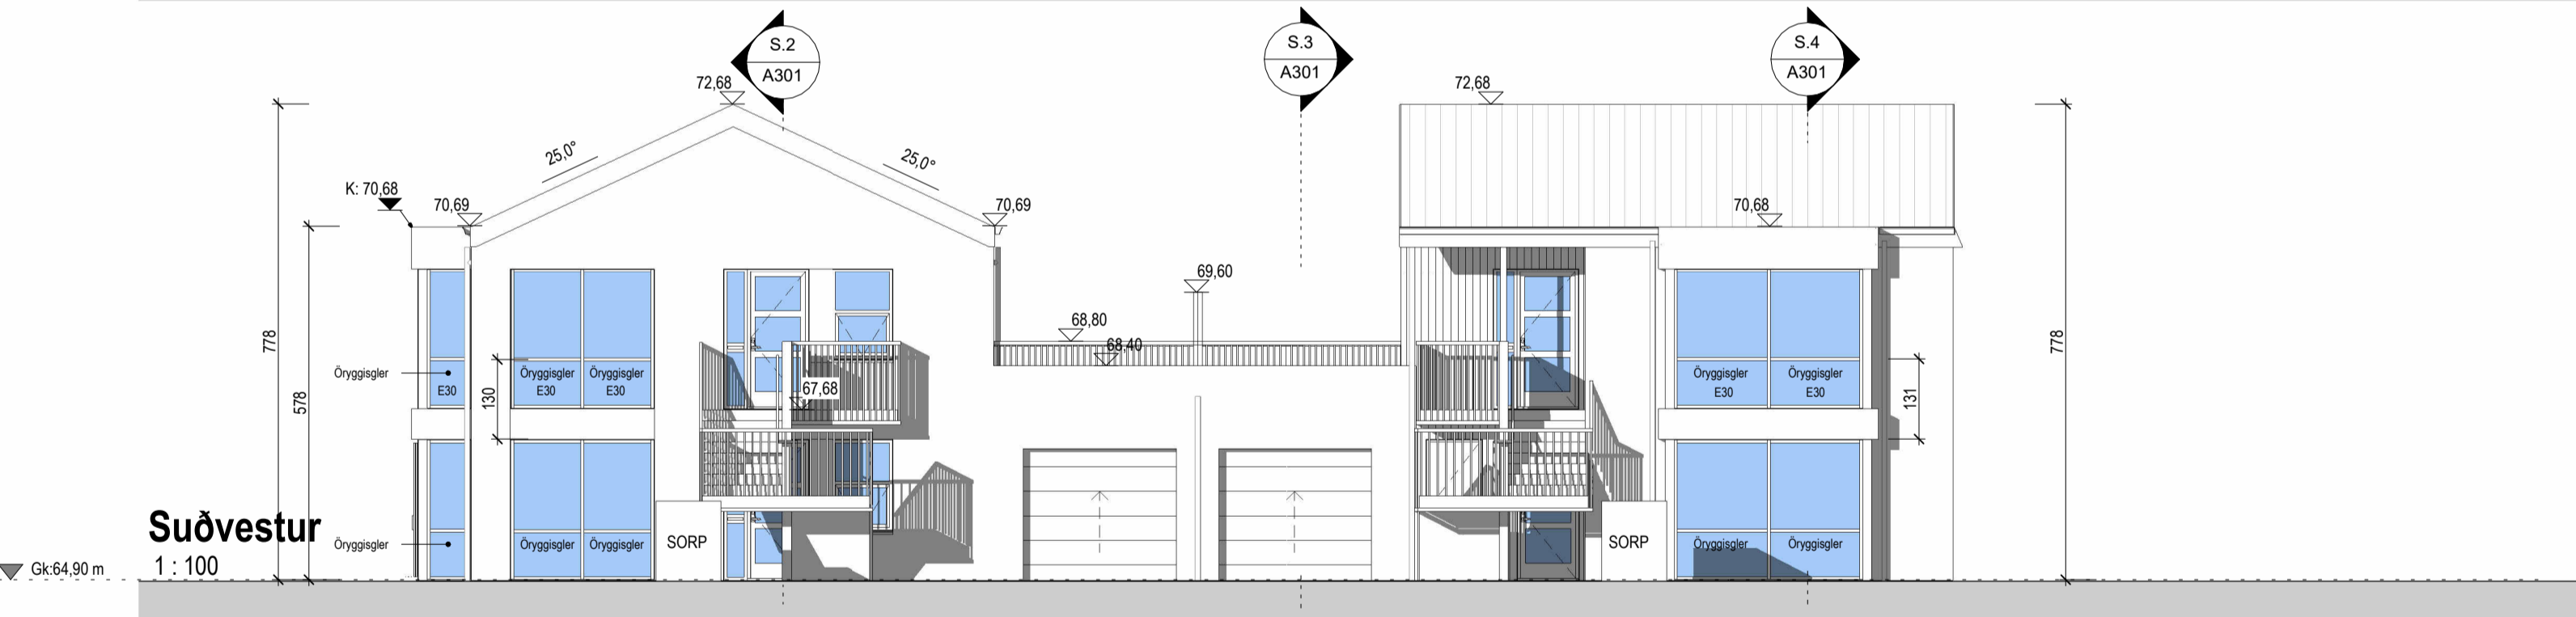 S.2
A301
S.3
A301
S.4
A301
72,68
72,68
25,0°
25,0°
K: 70,68
70,69
70,69
70,68
69,60
68,80
68,40
778
578
778
Öryggisgler
E30
130
Öryggisgler
E30
Öryggisgler
E30
67,68
Öryggisgler
E30
Öryggisgler
E30
131
Suðvestur
1 : 100
Gk:64,90 m
Öryggisgler
Öryggisgler
Öryggisgler
SORP
SORP
Öryggisgler
Öryggisgler